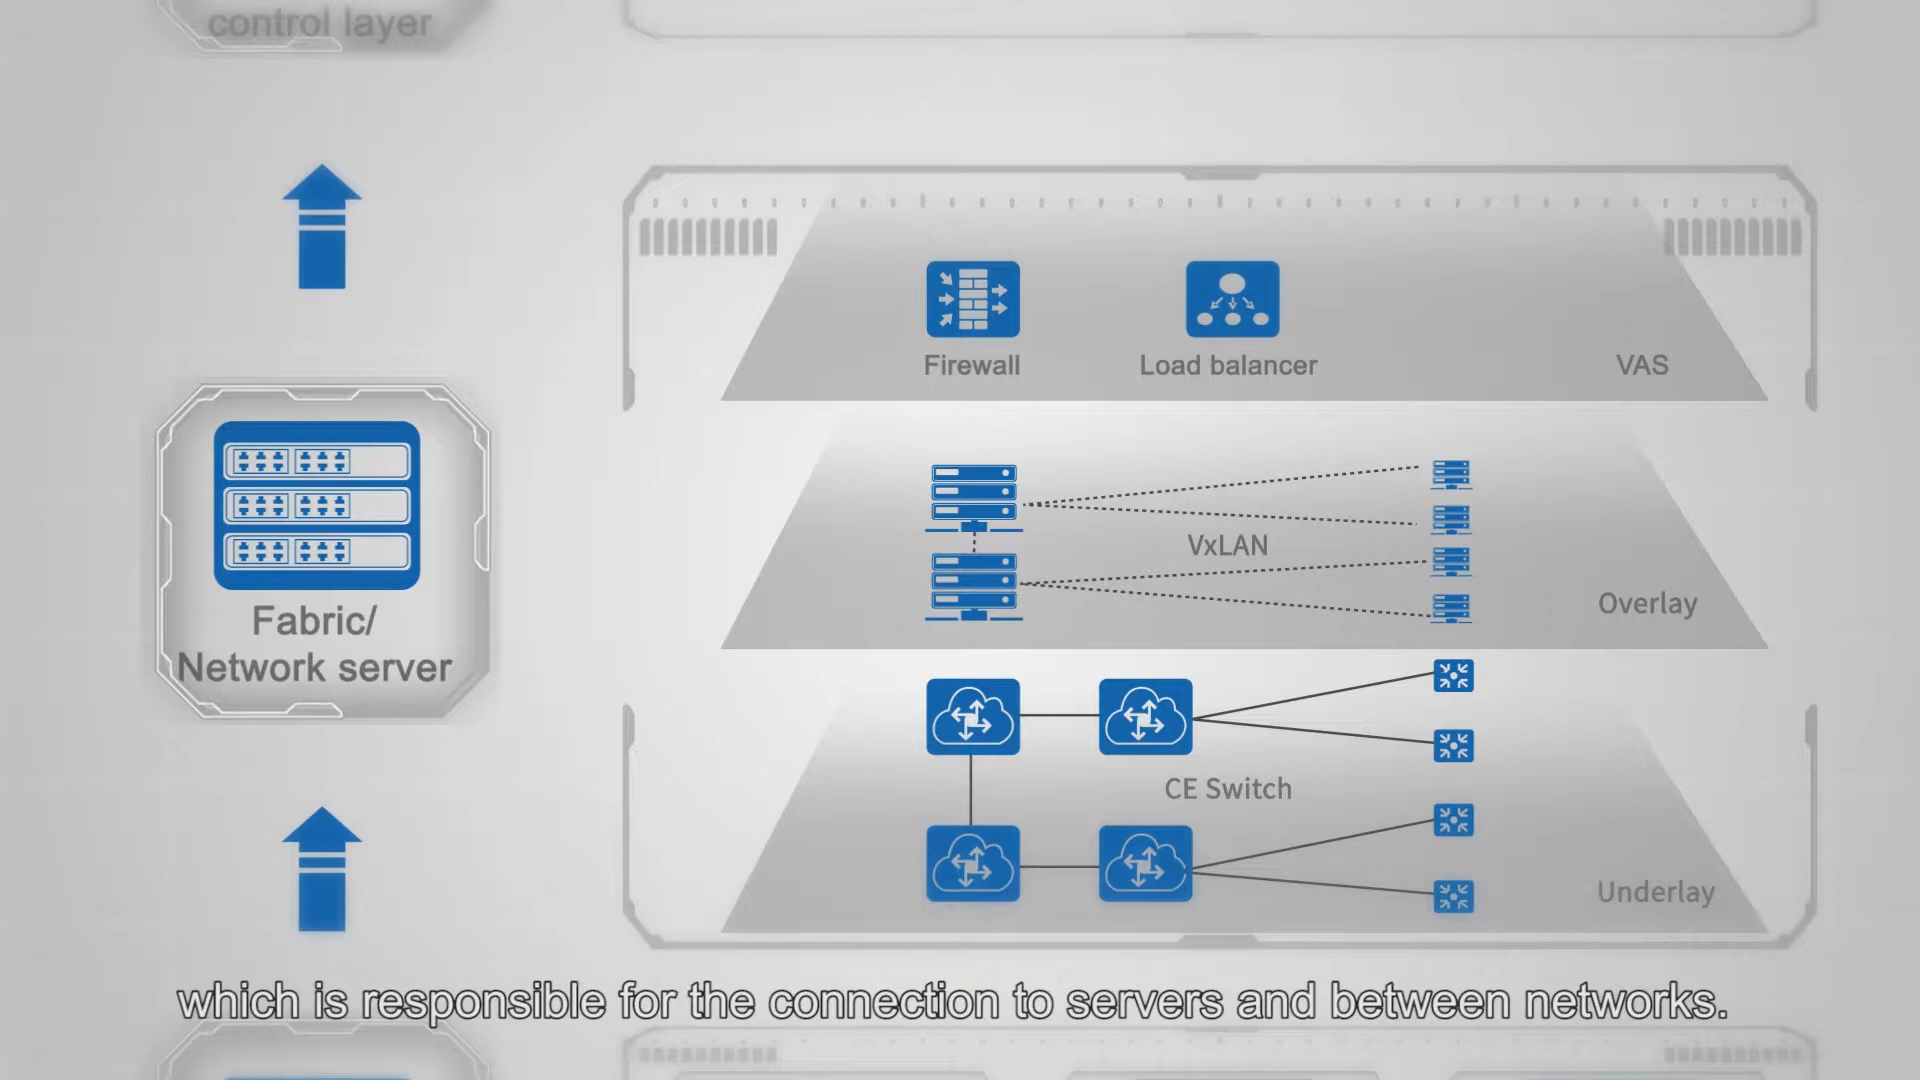 control layer
Firewall
Load balancer
VAS
VxLAN
Overlay
Fabric/
Network server
CE Switch
Underlay
which is responsible for the connection to servers and between networks.